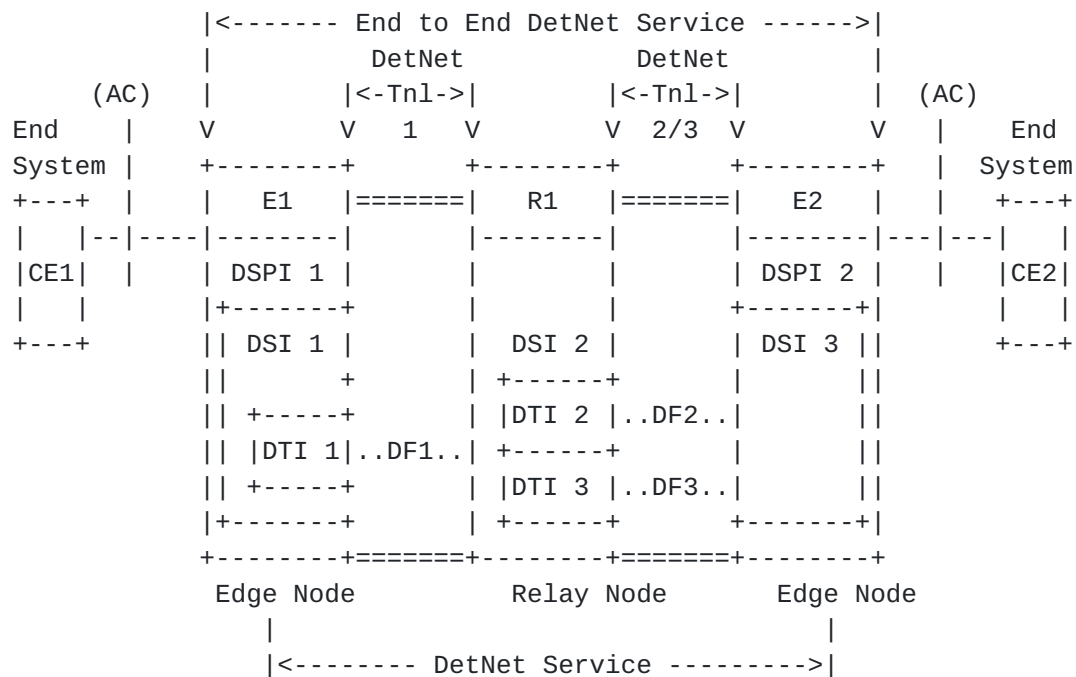 |<------- End to End DetNet Service ------>|
| DetNet DetNet |
(AC) | |<-Tnl->| |<-Tnl->| | (AC)
End | V V 1 V V 2/3 V V | End
System | +--------+ +--------+ +--------+ | System
+---+ | | E1 |=======| R1 |=======| E2 | | +---+
| |--|----|--------| |--------| |--------|---|---| |
|CE1| | | DSPI 1 | | | | DSPI 2 | | |CE2|
| | |+-------+ | | +-------+| | |
+---+ || DSI 1 | | DSI 2 | | DSI 3 || +---+
|| + | +------+ | ||
|| +-----+ | |DTI 2 |..DF2..| ||
|| |DTI 1|..DF1..| +------+ | ||
|| +-----+ | |DTI 3 |..DF3..| ||
|+-------+ | +------+ +-------+|
+--------+=======+--------+=======+--------+
Edge Node Relay Node Edge Node
| |
|<-------- DetNet Service --------->|